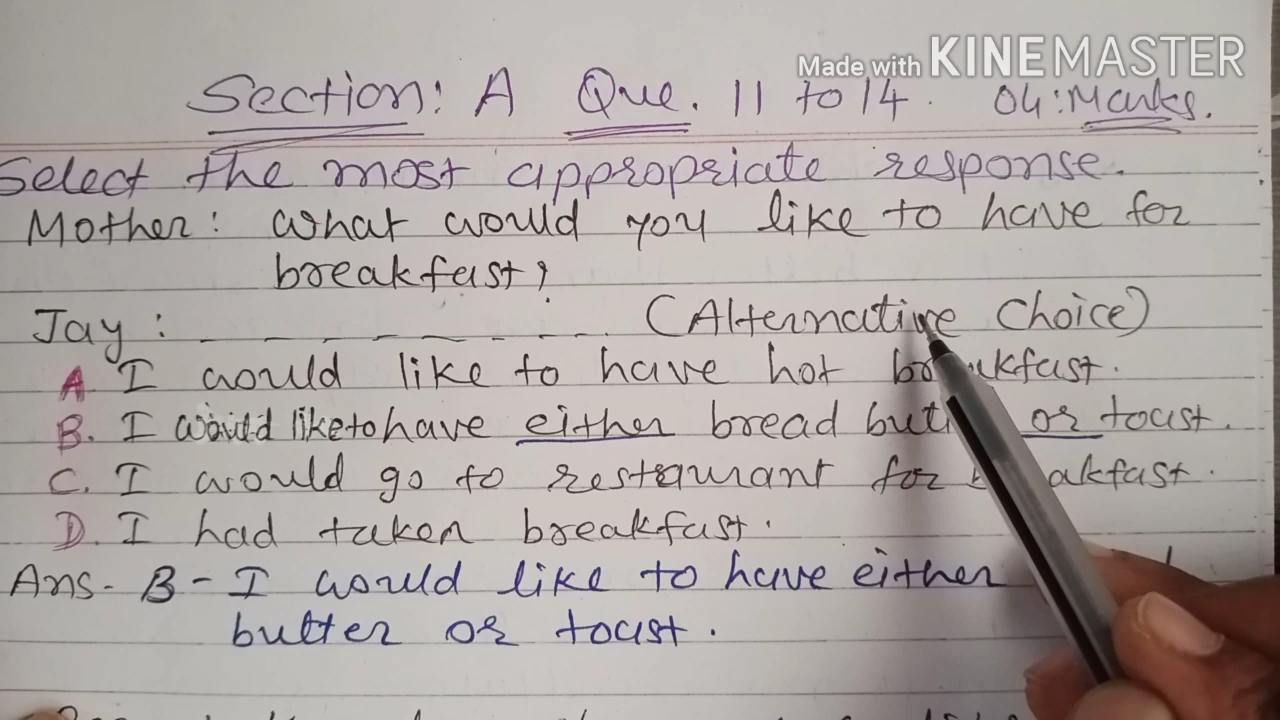 Made with KINEMASTER
Section: A Que. 11 to 14. 04: Marks.
Select the most appropriate response.
Mother: What would you like to have for
breakfast?
Jay: _ _ _ _ _ _ _ . (Alternative Choice)
A. I would like to have hot breakfast.
B. I would like to have either bread butter or toast.
C. I would go to restaurant for breakfast.
D. I had taken breakfast.
Ans- B- I would like to have either
butter or toast.